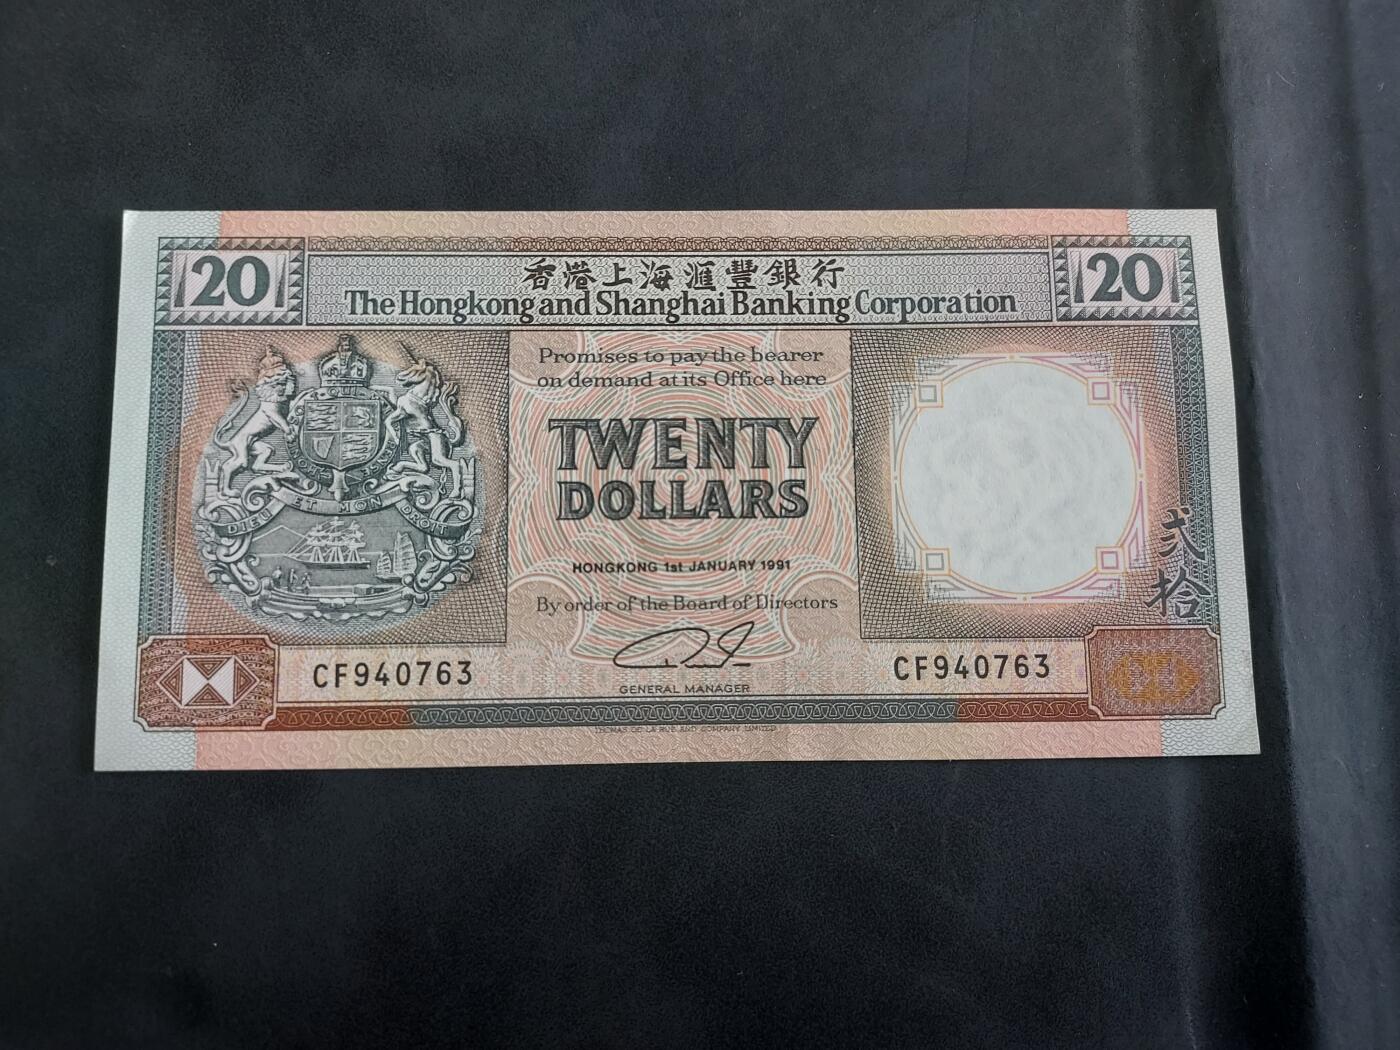 20
香港上海滙豐銀行
20
The Hongkong and Shanghai Banking Corporation
Promises to pay the bearer
on demand at its Office here
TWENTY
DOLLARS
DIEU ET MON DROIT
HONGKONG 1st JANUARY 1991
By order of the Board of Directors
弍拾
CF940763
CF940763
GENERAL MANAGER
THOMAS DE LA RUE AND COMPANY LIMITED